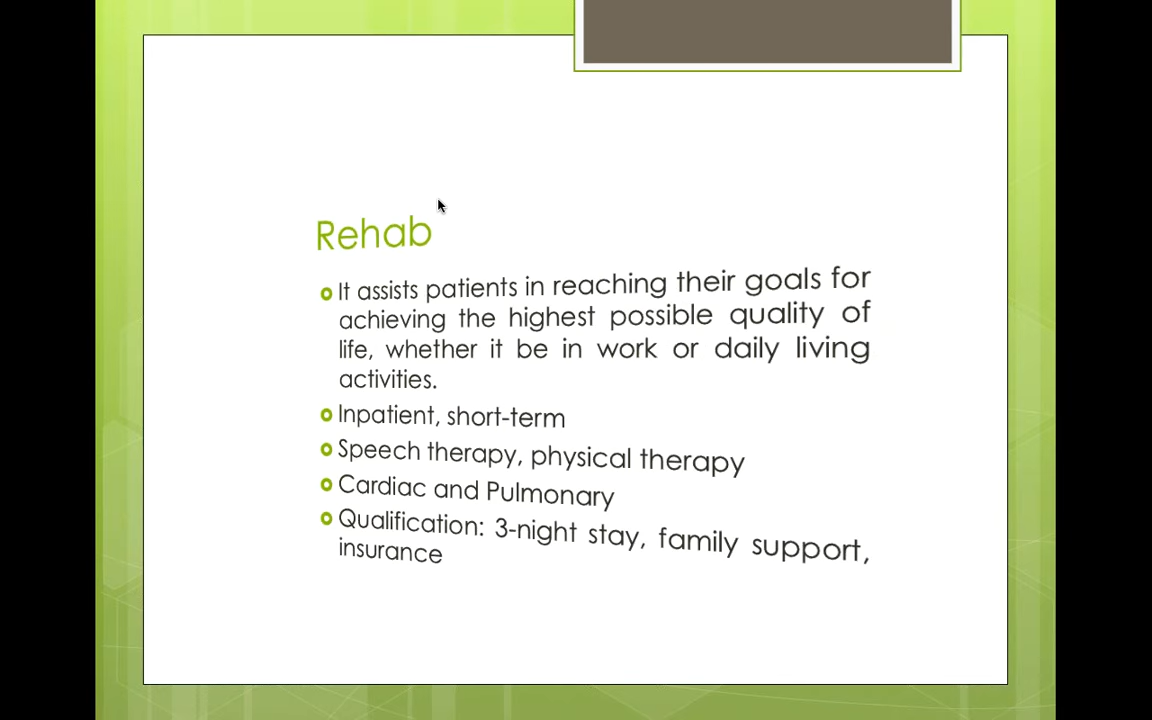 Rehab
It assists patients in reaching their goals for
achieving the highest possible quality of
life, whether it be in work or daily living
activities.
Inpatient, short-term
Speech therapy, physical therapy
Cardiac and Pulmonary
Qualification: 3-night stay, family support,
insurance